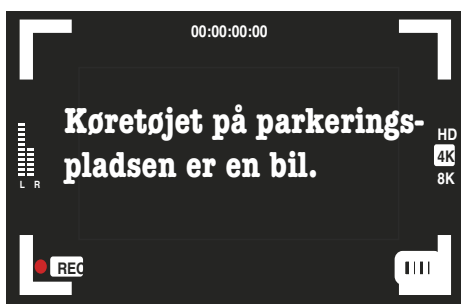 00:00:00:00
Køretøjet på parkerings-
pladsen er en bil.
HD
4K
8K
L R
REC